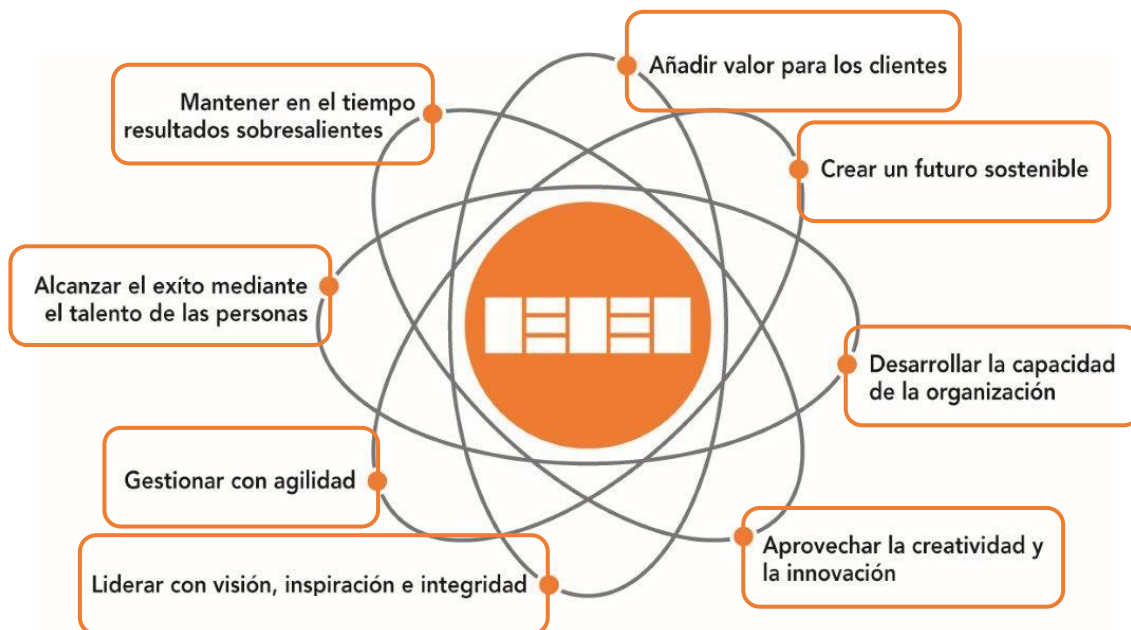 Añadir valor para los clientes
Crear un futuro sostenible
Desarrollar la capacidad
de la organización
Aprovechar la creatividad y
la innovación
Liderar con visión, inspiración e integridad
Gestionar con agilidad
Alcanzar el exíto mediante
el talento de las personas
Mantener en el tiempo
resultados sobresalientes